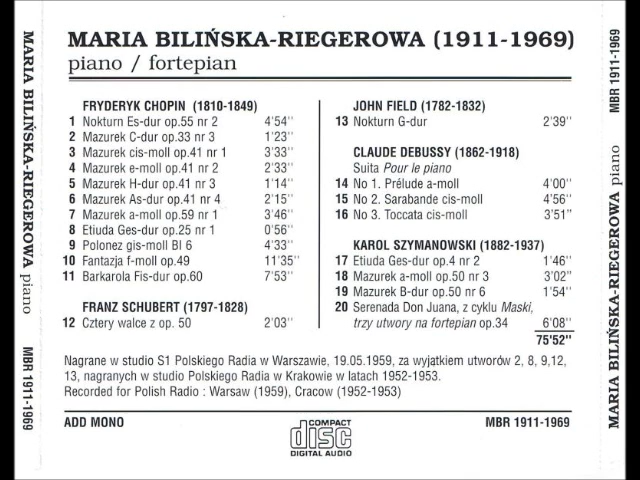 MARIA BILIŃSKA-RIEGEROWA (1911-1969)
piano / fortepian
FRYDERYK CHOPIN (1810-1849)
1 Nokturn Es-dur op.55 nr 2 4'54''
2 Mazurek C-dur op.33 nr 3 1'23''
3 Mazurek cis-moll op.41 nr 1 3'33''
4 Mazurek e-moll op.41 nr 2 2'33''
5 Mazurek H-dur op.41 nr 3 1'14''
6 Mazurek As-dur op.41 nr 4 2'15''
7 Mazurek a-moll op.59 nr 1 3'46''
8 Etiuda Ges-dur op.25 nr 1 0'56''
9 Polonez gis-moll BI 6 4'33''
10 Fantazja f-moll op.49 11'35''
11 Barkarola Fis-dur op.60 7'53''
FRANZ SCHUBERT (1797-1828)
12 Cztery walce z op. 50 2'03''
JOHN FIELD (1782-1832)
13 Nokturn G-dur 2'39''
CLAUDE DEBUSSY (1862-1918)
Suita Pour le piano
14 No 1. Prélude a-moll 4'00''
15 No 2. Sarabande cis-moll 4'56''
16 No 3. Toccata cis-moll 3'51''
KAROL SZYMANOWSKI (1882-1937)
17 Etiuda Ges-dur op.4 nr 2 1'46''
18 Mazurek a-moll op.50 nr 3 3'02''
19 Mazurek B-dur op.50 nr 6 1'54''
20 Serenada Don Juana, z cyklu Maski,
trzy utwory na fortepian op.34 6'08''
75'52''
Nagrane w studio S1 Polskiego Radia w Warszawie, 19.05.1959, za wyjątkiem utworów 2, 8, 9,12,
13, nagranych w studio Polskiego Radia w Krakowie w latach 1952-1953.
Recorded for Polish Radio : Warsaw (1959), Cracow (1952-1953)
ADD MONO
COMPACT
disc
DIGITAL AUDIO
MBR 1911-1969
MARIA BILIŃSKA-RIEGEROWA piano MBR 1911-1969
MARIA BILIŃSKA-RIEGEROWA piano MBR 1911-1969